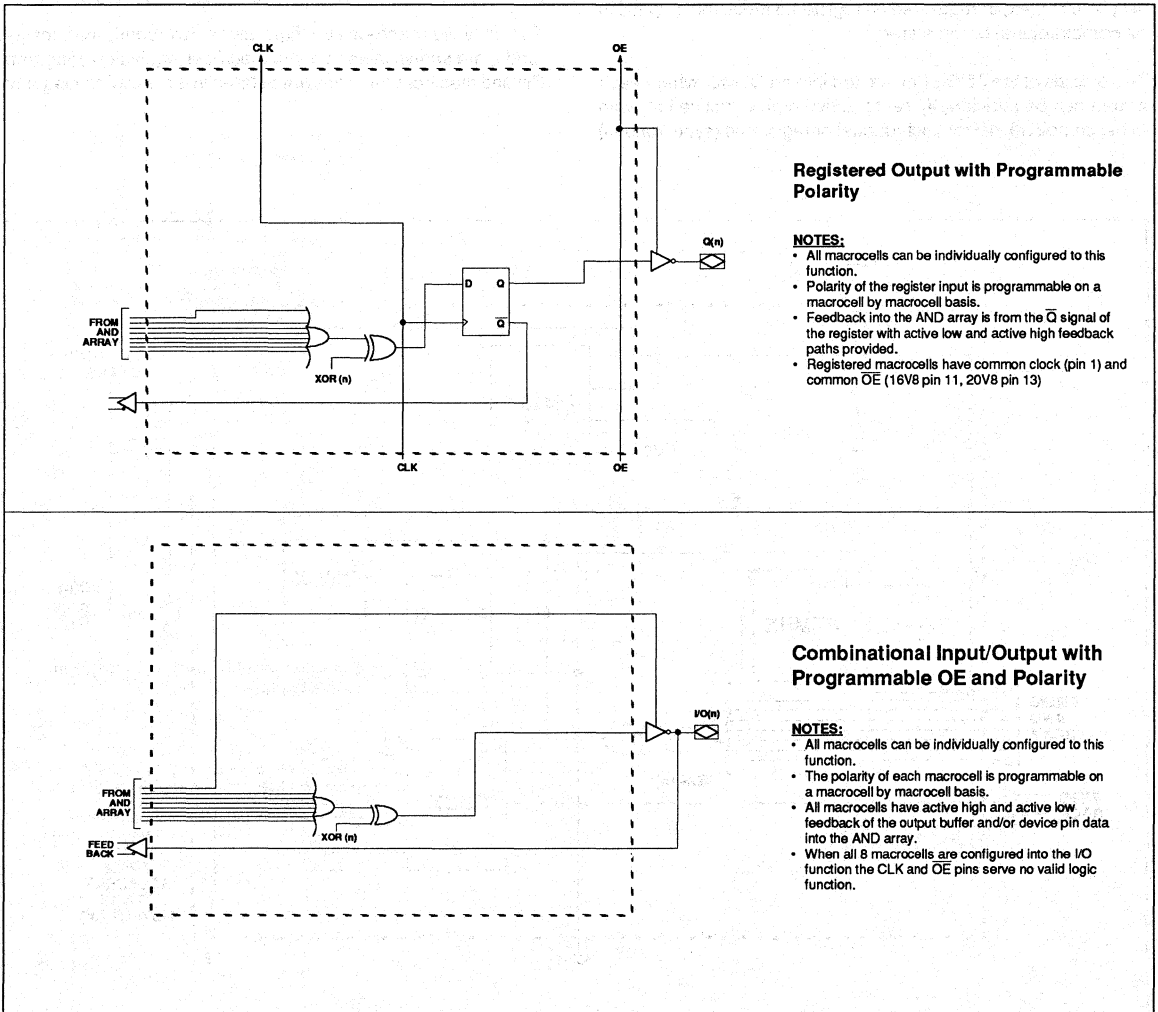 CLK
OE
Registered Output with Programmable
Polarity
NOTES:
• All macrocells can be individually configured to this
function.
• Polarity of the register input is programmable on a
macrocell by macrocell basis.
• Feedback into the AND array is from the Q̅ signal of
the register with active low and active high feedback
paths provided.
• Registered macrocells have common clock (pin 1) and
common O̅E̅ (16V8 pin 11, 20V8 pin 13)
Q(n)
D Q
Q̅
FROM
AND
ARRAY
XOR (n)
CLK
OE
Combinational Input/Output with
Programmable OE and Polarity
NOTES:
• All macrocells can be individually configured to this
function.
• The polarity of each macrocell is programmable on
a macrocell by macrocell basis.
• All macrocells have active high and active low
feedback of the output buffer and/or device pin data
into the AND array.
• When all 8 macrocells are configured into the I/O
function the CLK and O̅E̅ pins serve no valid logic
function.
I/O(n)
FROM
AND
ARRAY
XOR (n)
FEED
BACK